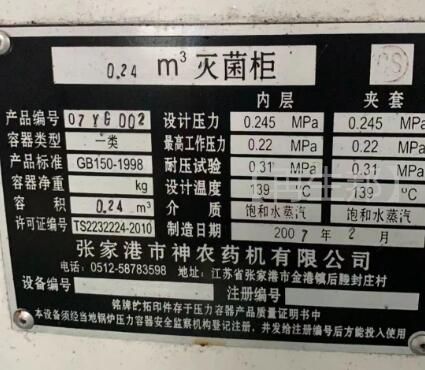 0.24 m³ 灭菌柜 CS
内层 夹套
产品编号 07YG002 设计压力 0.245 MPa 0.245 MPa
容器类型 一类 最高工作压力 0.22 MPa 0.22 MPa
产品标准 GB150-1998 耐压试验 0.31 MPa 0.31 MPa
容器净重 kg 设计温度 139 ℃ 139 ℃
容积 0.24 m³ 介质 饱和水蒸汽 饱和水蒸汽
许可证编号 TS2232224-2010 制造日期 2007年2月
张家港市神农药机有限公司
电话:0512-58783598 地址:江苏省张家港市金港镇后塍封庄村
设备编号 注册编号
铭牌的拓印件存于压力容器产品质量证明书中
本设备须经当地锅炉压力容器安全监察机构登记注册,并发给注册编号后方能投入使用